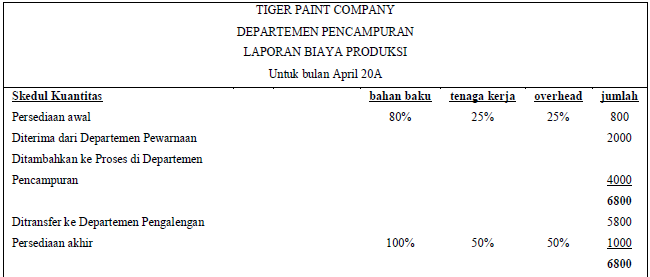 TIGER PAINT COMPANY
DEPARTEMEN PENCAMPURAN
LAPORAN BIAYA PRODUKSI
Untuk bulan April 20A
Skedul Kuantitas bahan baku tenaga kerja overhead jumlah
Persediaan awal 80% 25% 25% 800
Diterima dari Departemen Pewarnaan 2000
Ditambahkan ke Proses di Departemen
Pencampuran 4000
6800
Ditransfer ke Departemen Pengalengan 5800
Persediaan akhir 100% 50% 50% 1000
6800